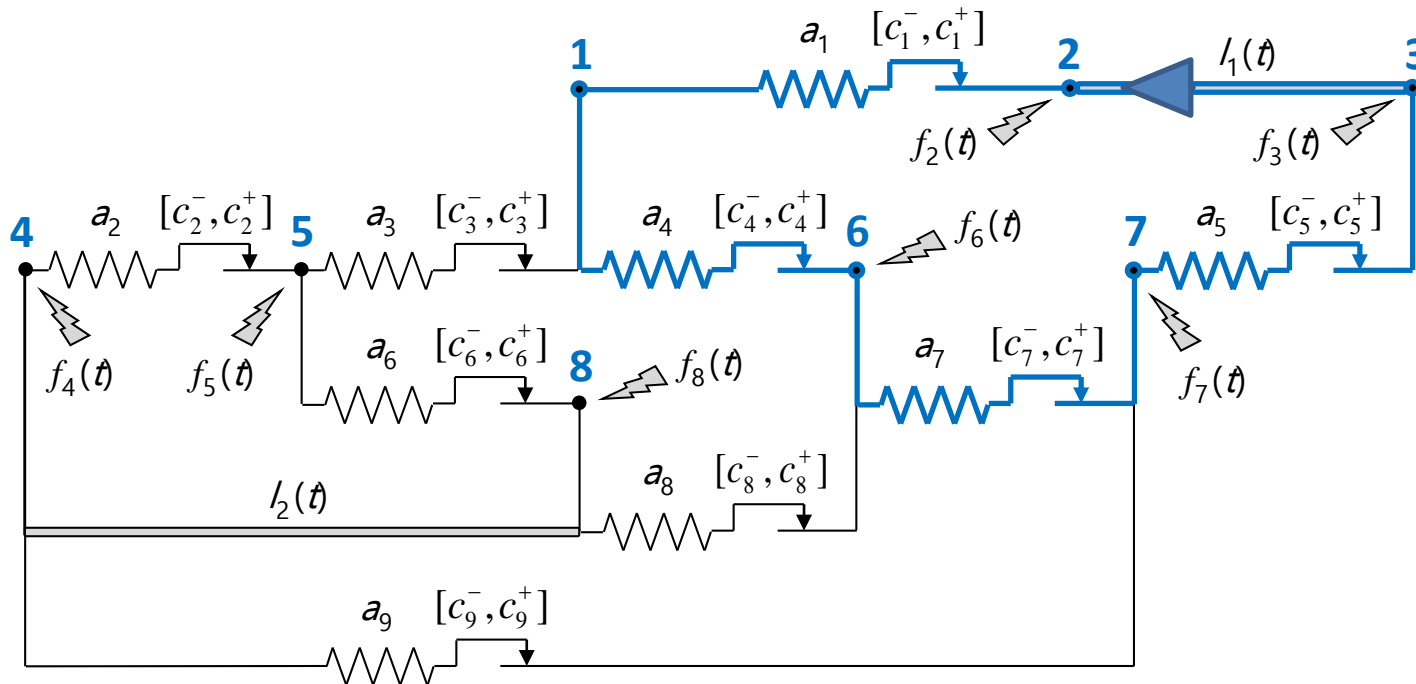 a₁ [c₁⁻, c₁⁺]
1 2 l₁(t) 3
f₂(t) f₃(t)
4 a₂ [c₂⁻, c₂⁺] 5 a₃ [c₃⁻, c₃⁺] a₄ [c₄⁻, c₄⁺] 6 f₆(t) 7 a₅ [c₅⁻, c₅⁺]
f₄(t) f₅(t) a₆ [c₆⁻, c₆⁺] 8 f₈(t) a₇ [c₇⁻, c₇⁺] f₇(t)
l₂(t) a₈ [c₈⁻, c₈⁺]
a₉ [c₉⁻, c₉⁺]